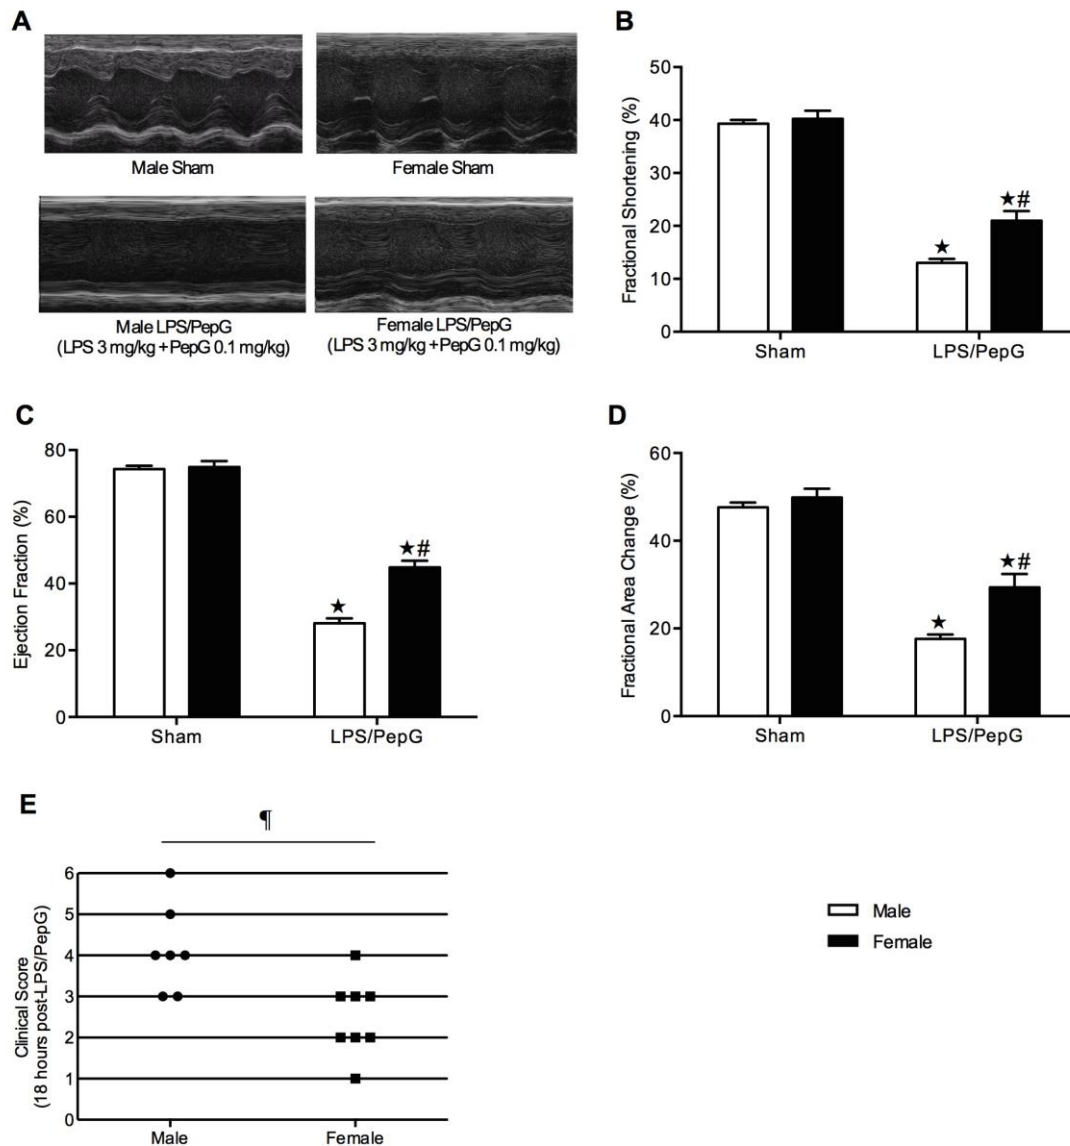 A
Male Sham
Female Sham
Male LPS/PepG
(LPS 3 mg/kg +PepG 0.1 mg/kg)
Female LPS/PepG
(LPS 3 mg/kg +PepG 0.1 mg/kg)
B
Fractional Shortening (%)
50
40
30
20
10
0
★
★#
Sham
LPS/PepG
C
Ejection Fraction (%)
80
60
40
20
0
★
★#
Sham
LPS/PepG
D
Fractional Area Change (%)
60
40
20
0
★
★#
Sham
LPS/PepG
E
¶
Clinical Score
(18 hours post-LPS/PepG)
6
5
4
3
2
1
0
Male
Female
Male
Female